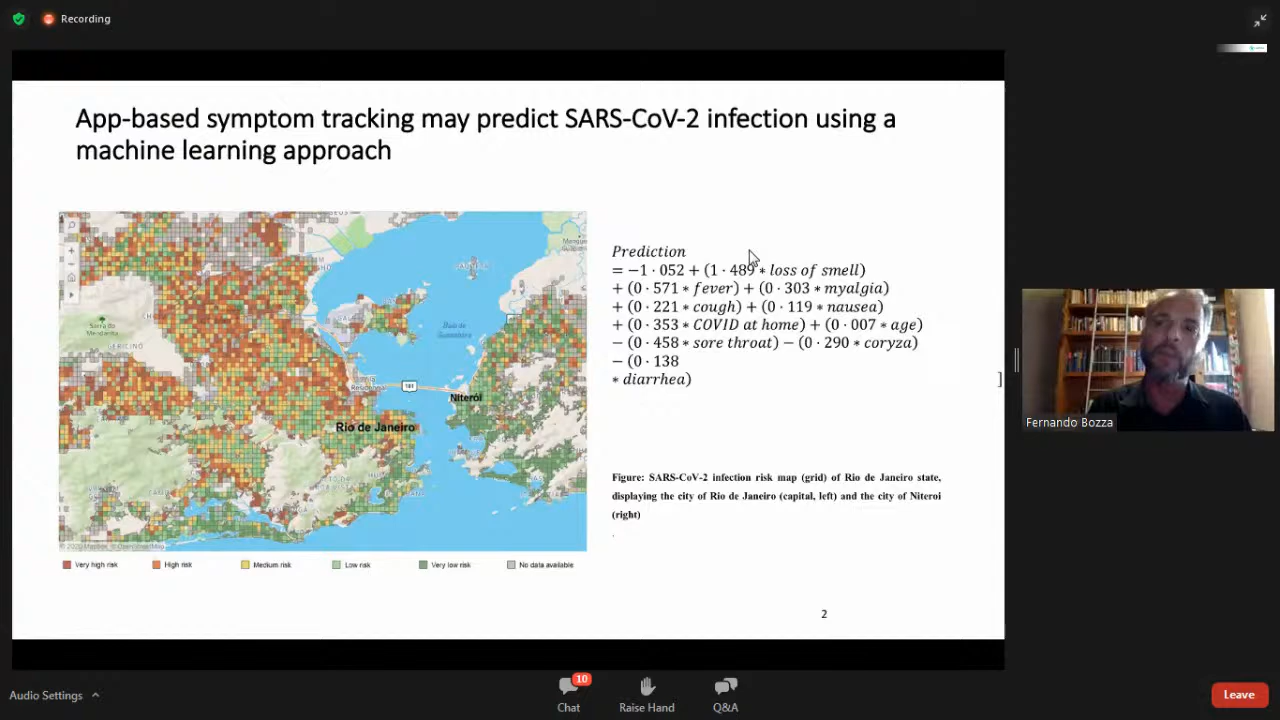 Recording
App-based symptom tracking may predict SARS-CoV-2 infection using a
machine learning approach
Prediction
= −1 · 052 + (1 · 489 ∗ loss of smell)
+ (0 · 571 ∗ fever) + (0 · 303 ∗ myalgia)
+ (0 · 221 ∗ cough) + (0 · 119 ∗ nausea)
+ (0 · 353 ∗ COVID at home) + (0 · 007 ∗ age)
− (0 · 458 ∗ sore throat) − (0 · 290 ∗ coryza)
− (0 · 138
∗ diarrhea)
]
GERICINÓ
101
Niterói
Rio de Janeiro
Figure: SARS-CoV-2 infection risk map (grid) of Rio de Janeiro state,
displaying the city of Rio de Janeiro (capital, left) and the city of Niteroi
(right)
.
Very high risk High risk Medium risk Low risk Very low risk No data available
2
Fernando Bozza
Audio Settings
10
Chat Raise Hand Q&A Leave